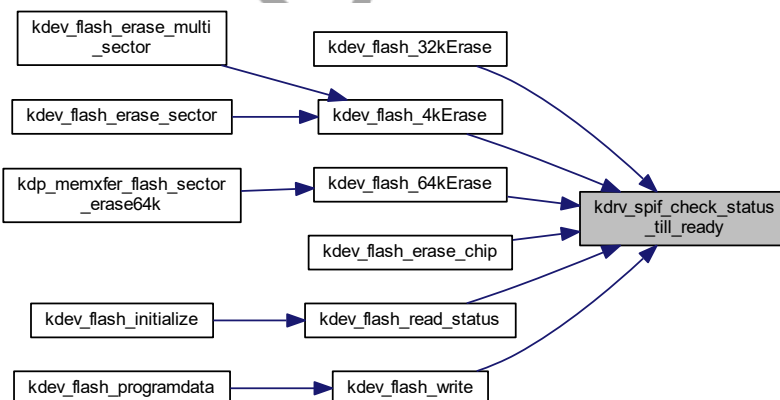 kdev_flash_erase_multi
_sector
kdev_flash_32kErase
kdev_flash_erase_sector
kdev_flash_4kErase
kdp_memxfer_flash_sector
_erase64k
kdev_flash_64kErase
kdrv_spif_check_status
_till_ready
kdev_flash_erase_chip
kdev_flash_initialize
kdev_flash_read_status
kdev_flash_programdata
kdev_flash_write